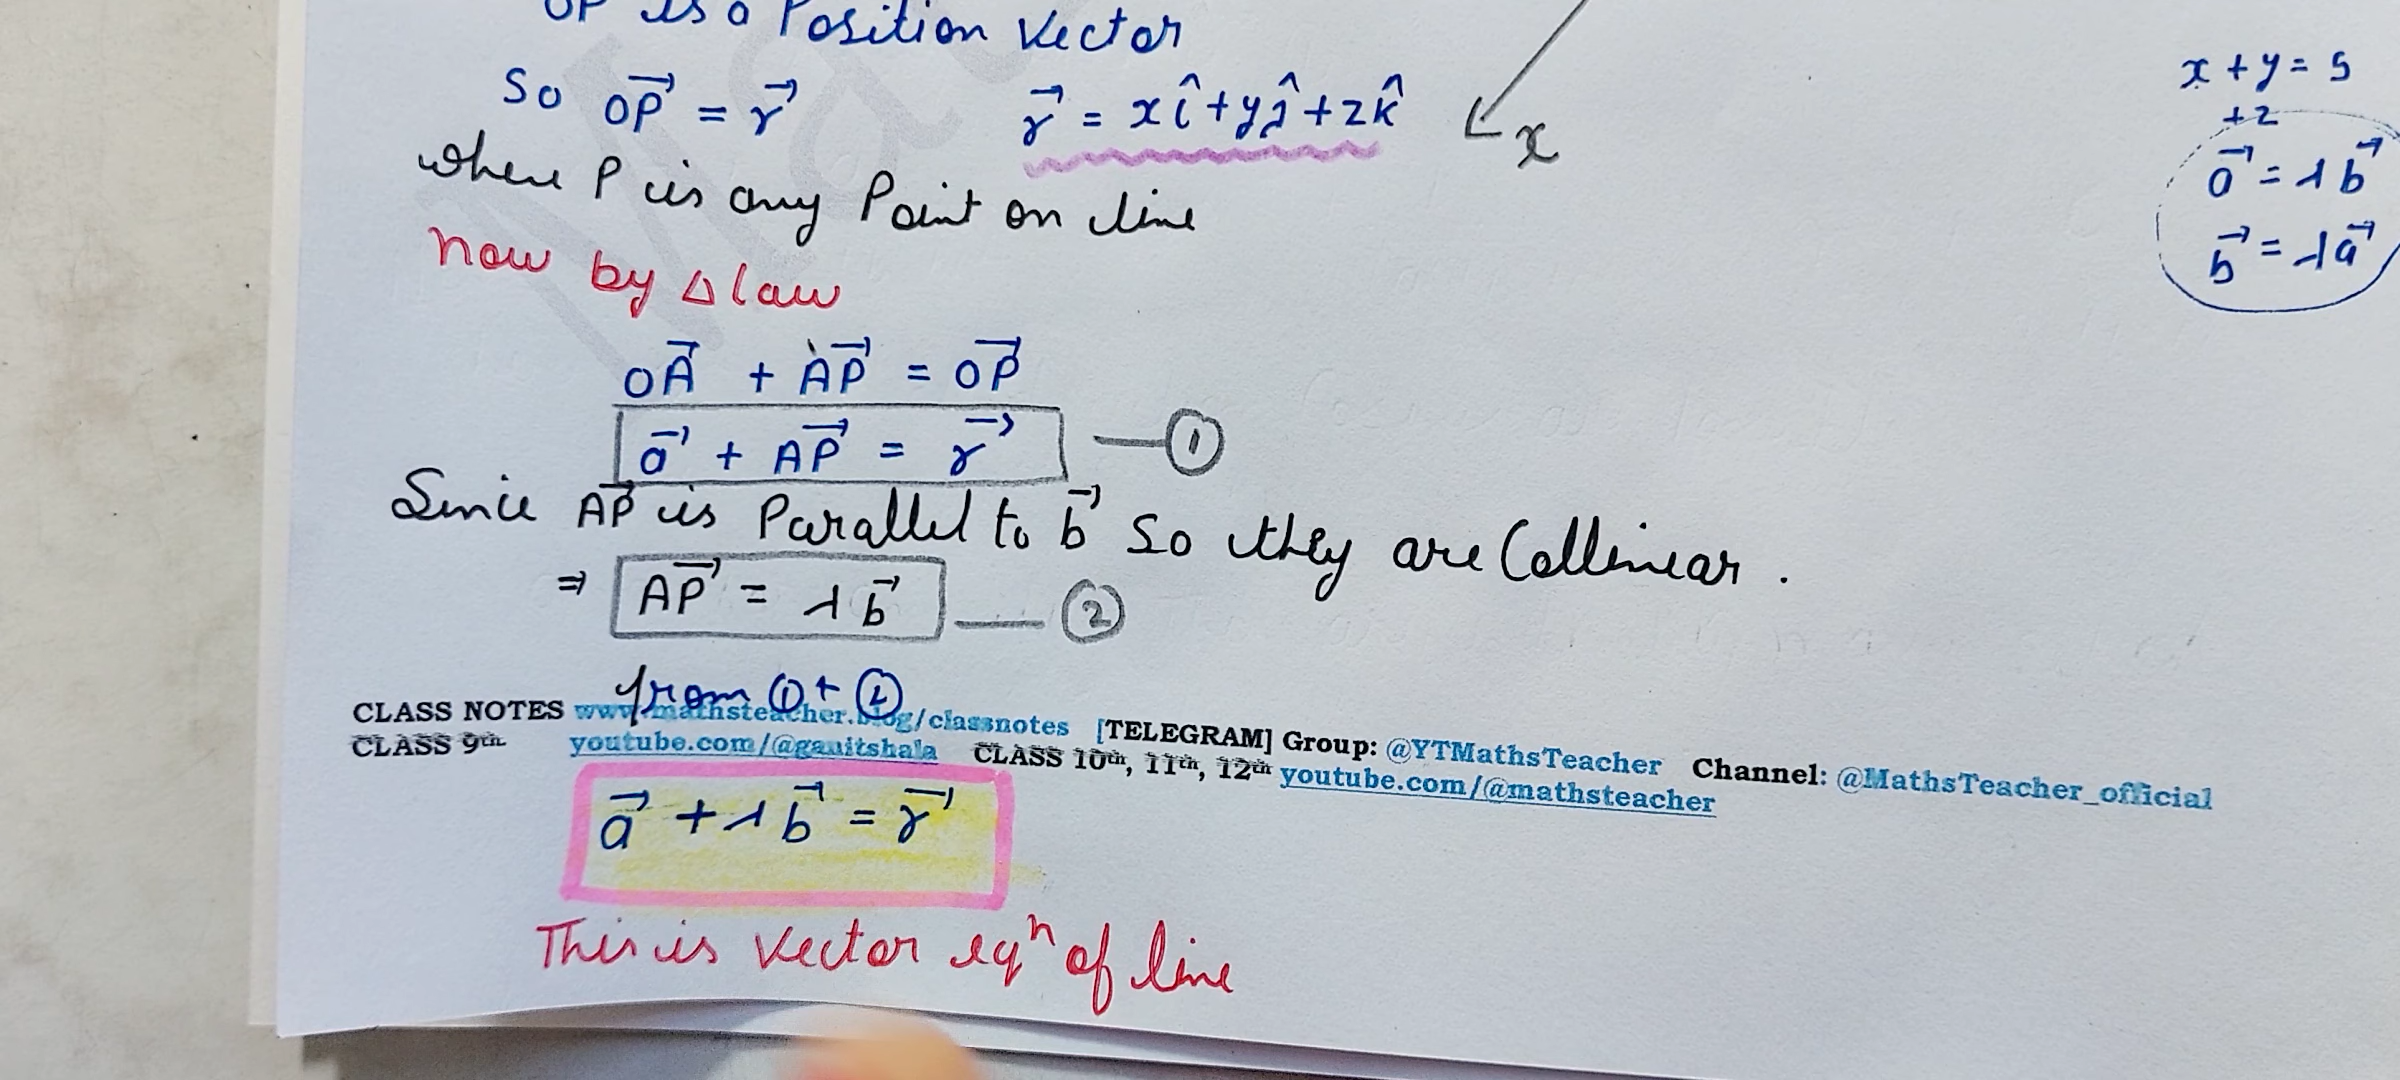 OP is a Position Vector
So OP⃗ = r⃗ r⃗ = xî + yĵ + zk̂
x
where P is any Point on line
now by Δ law
OA⃗ + AP⃗ = OP⃗
a⃗ + AP⃗ = r⃗ — ①
Since AP⃗ is Parallel to b⃗ So they are Collinear.
⇒ AP⃗ = λb⃗ — ②
from ① + ②
CLASS NOTES www.mathsteacher.blog/classnotes [TELEGRAM] Group: @YTMathsTeacher Channel: @MathsTeacher_official
CLASS 9th youtube.com/@ganitshala CLASS 10th, 11th, 12th youtube.com/@mathsteacher
a⃗ + λb⃗ = r⃗
This is Vector eqⁿ of line
x + y = 5
+2
a⃗ = λb⃗
b⃗ = λa⃗